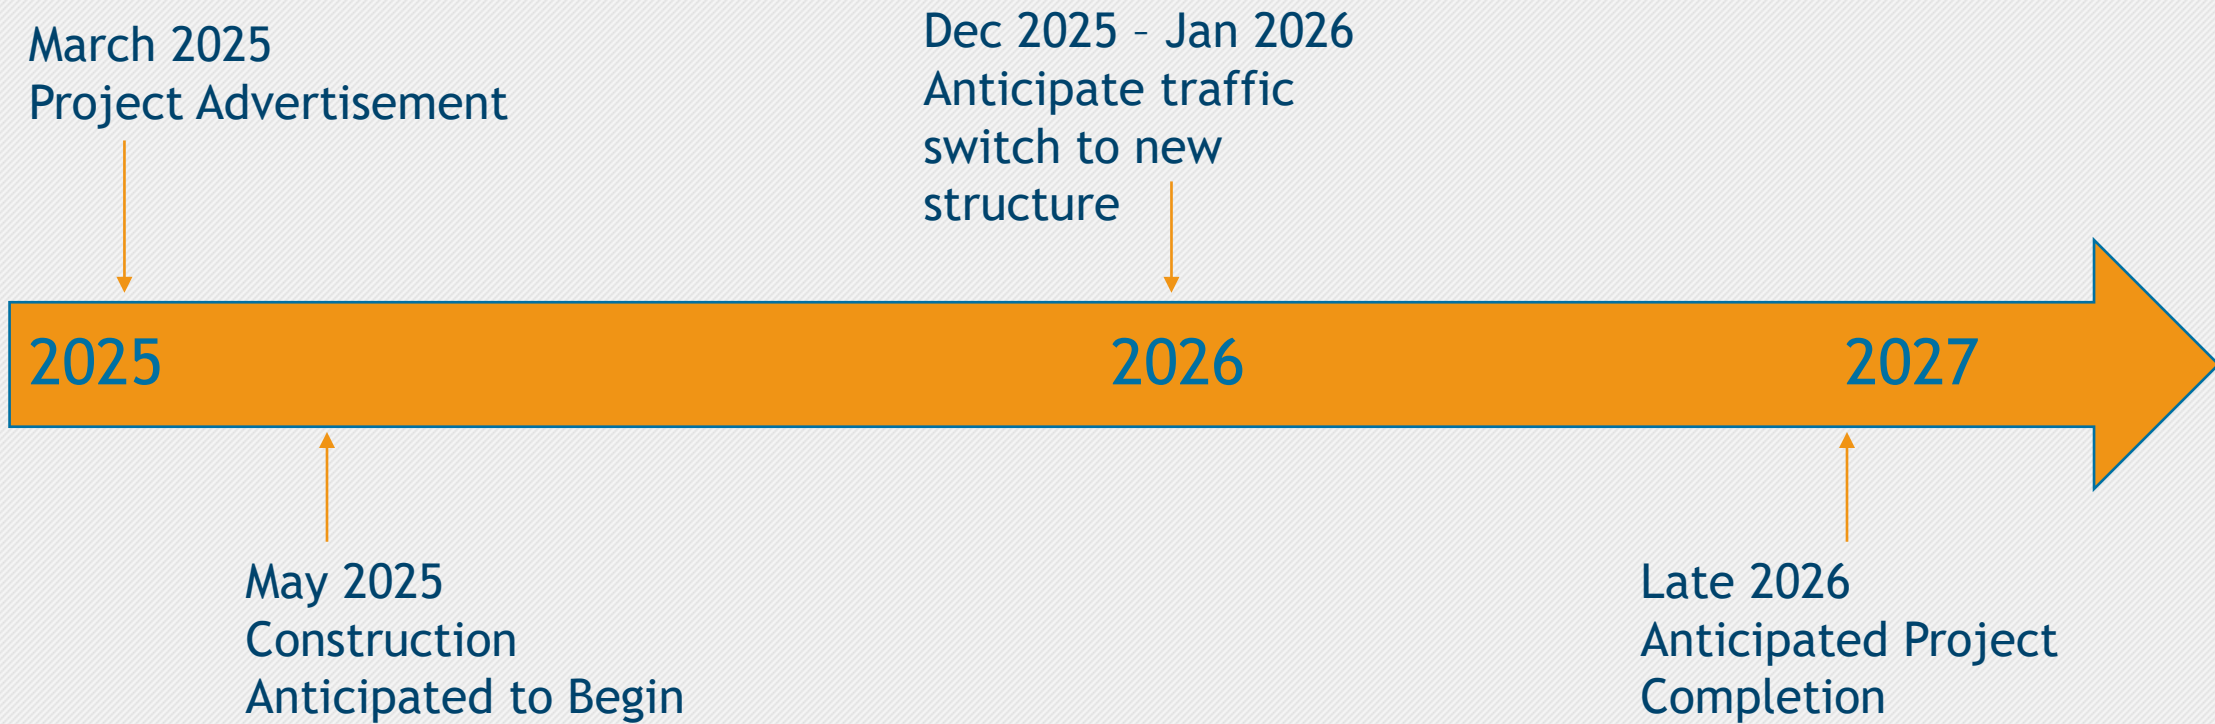 March 2025
Project Advertisement
Dec 2025 – Jan 2026
Anticipate traffic
switch to new
structure
2025
2026
2027
May 2025
Construction
Anticipated to Begin
Late 2026
Anticipated Project
Completion